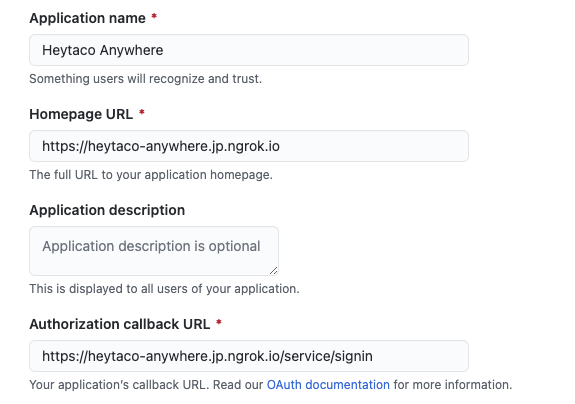 Application name *
Heytaco Anywhere
Something users will recognize and trust.
Homepage URL *
https://heytaco-anywhere.jp.ngrok.io
The full URL to your application homepage.
Application description
Application description is optional
This is displayed to all users of your application.
Authorization callback URL *
https://heytaco-anywhere.jp.ngrok.io/service/signin
Your application’s callback URL. Read our OAuth documentation for more information.